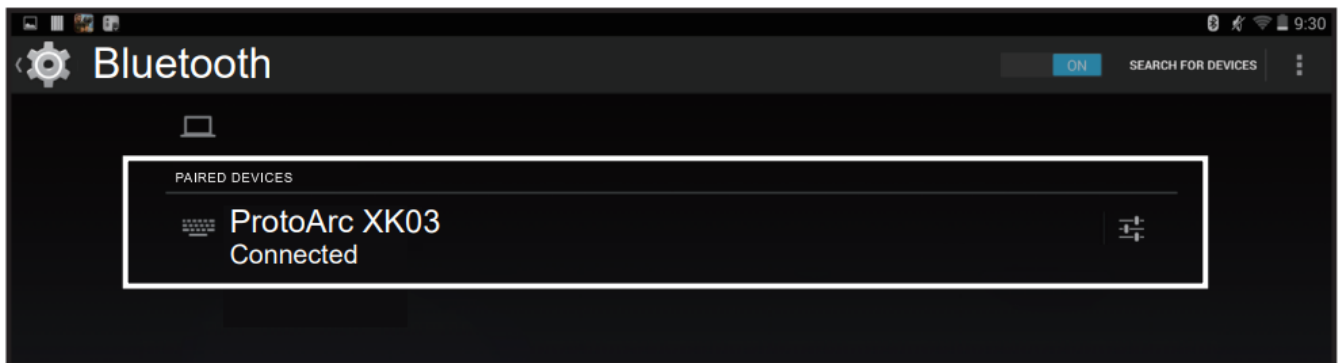 9:30
Bluetooth
ON
SEARCH FOR DEVICES
PAIRED DEVICES
ProtoArc XK03
Connected